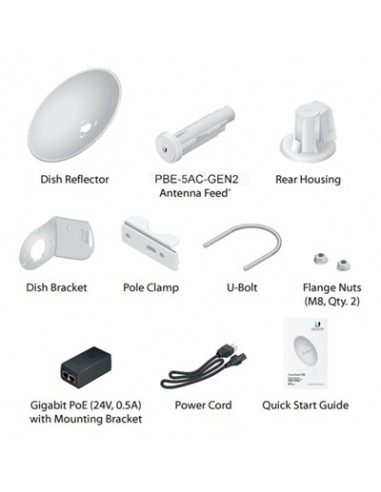 Dish Reflector
PBE-5AC-GEN2
Antenna Feed*
Rear Housing
Dish Bracket
Pole Clamp
U-Bolt
Flange Nuts
(M8, Qty. 2)
Gigabit PoE (24V, 0.5A)
with Mounting Bracket
Power Cord
Quick Start Guide